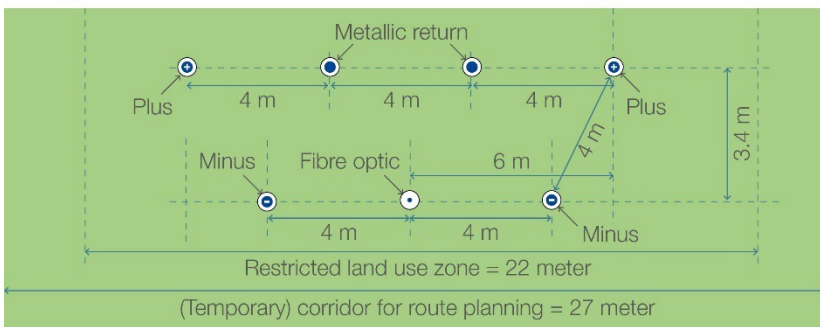 Metallic return
Plus
4 m
4 m
4 m
Plus
4 m
3.4 m
Minus
Fibre optic
6 m
4 m
4 m
Minus
Restricted land use zone = 22 meter
(Temporary) corridor for route planning = 27 meter